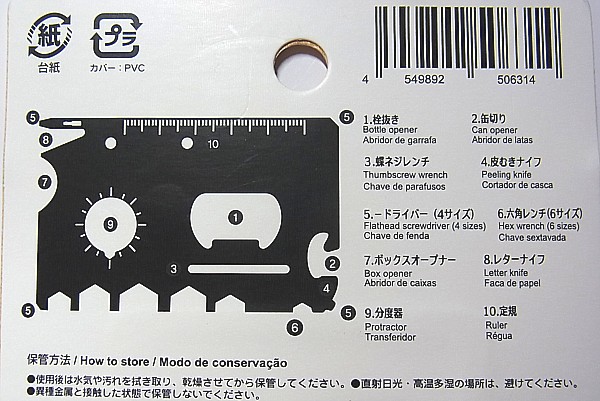 紙
プラ
台紙
カバー：PVC
4 549892 506314
5
8
7
9
10
1
3
2
4
5
5
6
5
1.栓抜き
Bottle opener
Abridor de garrafa
2.缶切り
Can opener
Abridor de latas
3.蝶ネジレンチ
Thumbscrew wrench
Chave de parafusos
4.皮むきナイフ
Peeling knife
Cortador de casca
5.−ドライバー (4サイズ)
Flathead screwdriver (4 sizes)
Chave de fenda
6.六角レンチ(6サイズ)
Hex wrench (6 sizes)
Chave sextavada
7.ボックスオープナー
Box opener
Abridor de caixas
8.レターナイフ
Letter knife
Faca de papel
9.分度器
Protractor
Transferidor
10.定規
Ruler
Régua
保管方法 / How to store / Modo de conservação
●使用後は水気や汚れを拭き取り、乾燥させてから保管してください。●直射日光・高温多湿の場所は、避けてください。
●異種金属と接触した状態で保管しないでください。